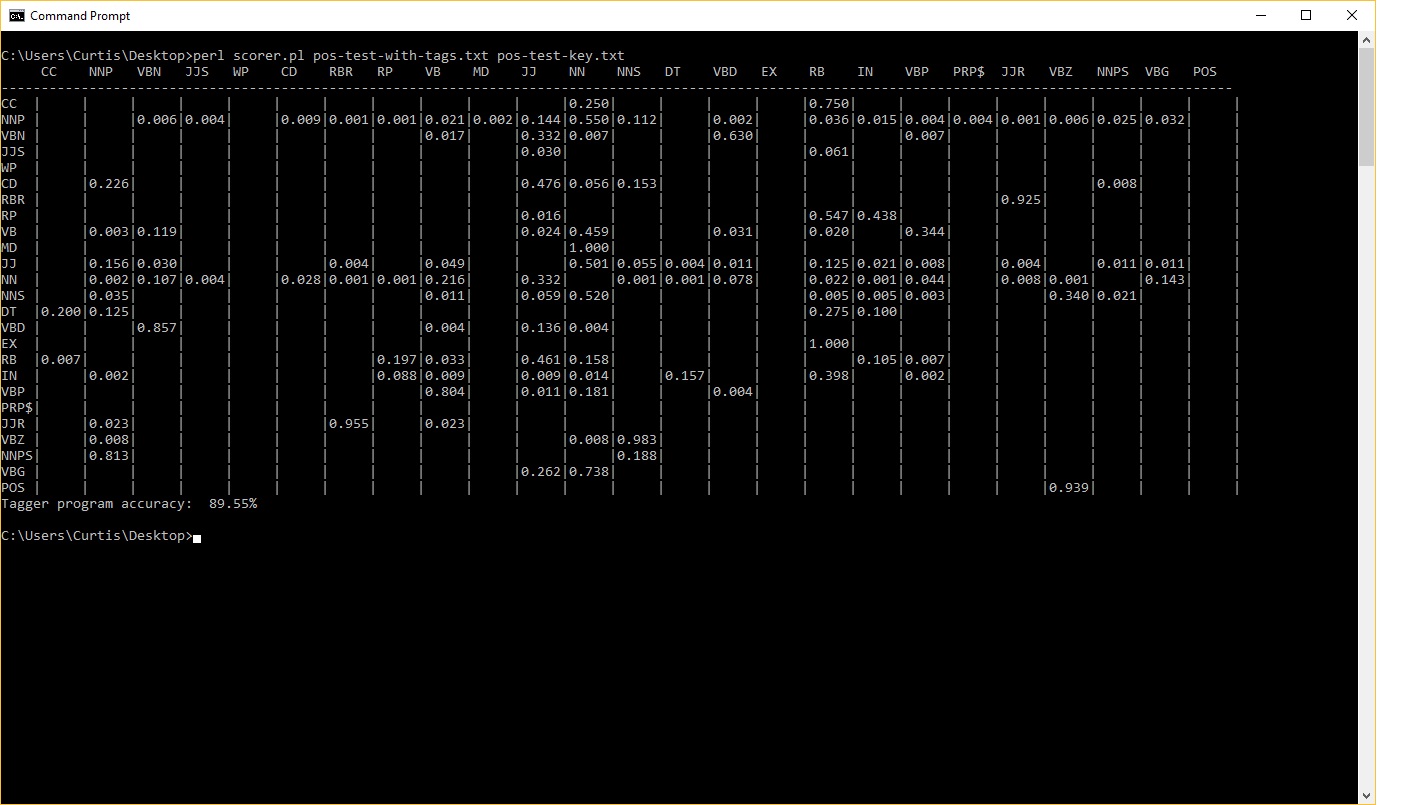 Command Prompt
C:\Users\Curtis\Desktop>perl scorer.pl pos-test-with-tags.txt pos-test-key.txt
CC NNP VBN JJS WP CD RBR RP VB MD JJ NN NNS DT VBD EX RB IN VBP PRP$ JJR VBZ NNPS VBG POS
----------------------------------------------------------------------------------------------------------------------------------------------------------
CC | | | | | | | | | | | |0.250| | | | |0.750| | | | | | | | |
NNP | | |0.006|0.004| |0.009|0.001|0.001|0.021|0.002|0.144|0.550|0.112| |0.002| |0.036|0.015|0.004|0.004|0.001|0.006|0.025|0.032| |
VBN | | | | | | | | |0.017| |0.332|0.007| | |0.630| | | |0.007| | | | | | |
JJS | | | | | | | | | | |0.030| | | | | |0.061| | | | | | | | |
WP | | | | | | | | | | | | | | | | | | | | | | | | | |
CD | |0.226| | | | | | | | |0.476|0.056|0.153| | | | | | | | | |0.008| | |
RBR | | | | | | | | | | | | | | | | | | | | |0.925| | | | |
RP | | | | | | | | | | |0.016| | | | | |0.547|0.438| | | | | | | |
VB | |0.003|0.119| | | | | | | |0.024|0.459| | |0.031| |0.020| |0.344| | | | | | |
MD | | | | | | | | | | | |1.000| | | | | | | | | | | | | |
JJ | |0.156|0.030| | | |0.004| |0.049| | |0.501|0.055|0.004|0.011| |0.125|0.021|0.008| |0.004| |0.011|0.011| |
NN | |0.002|0.107|0.004| |0.028|0.001|0.001|0.216| |0.332| |0.001|0.001|0.078| |0.022|0.001|0.044| |0.008|0.001| |0.143| |
NNS | |0.035| | | | | | |0.011| |0.059|0.520| | | | |0.005|0.005|0.003| | |0.340|0.021| | |
DT |0.200|0.125| | | | | | | | | | | | | | |0.275|0.100| | | | | | | |
VBD | | |0.857| | | | | |0.004| |0.136|0.004| | | | | | | | | | | | | |
EX | | | | | | | | | | | | | | | | |1.000| | | | | | | | |
RB |0.007| | | | | | |0.197|0.033| |0.461|0.158| | | | | |0.105|0.007| | | | | | |
IN | |0.002| | | | | |0.088|0.009| |0.009|0.014| |0.157| | |0.398| |0.002| | | | | | |
VBP | | | | | | | | |0.804| |0.011|0.181| | |0.004| | | | | | | | | | |
PRP$| | | | | | | | | | | | | | | | | | | | | | | | | |
JJR | |0.023| | | | |0.955| |0.023| | | | | | | | | | | | | | | | |
VBZ | |0.008| | | | | | | | | |0.008|0.983| | | | | | | | | | | | |
NNPS| |0.813| | | | | | | | | | |0.188| | | | | | | | | | | | |
VBG | | | | | | | | | | |0.262|0.738| | | | | | | | | | | | | |
POS | | | | | | | | | | | | | | | | | | | | | |0.939| | | |
Tagger program accuracy:  89.55%
C:\Users\Curtis\Desktop>